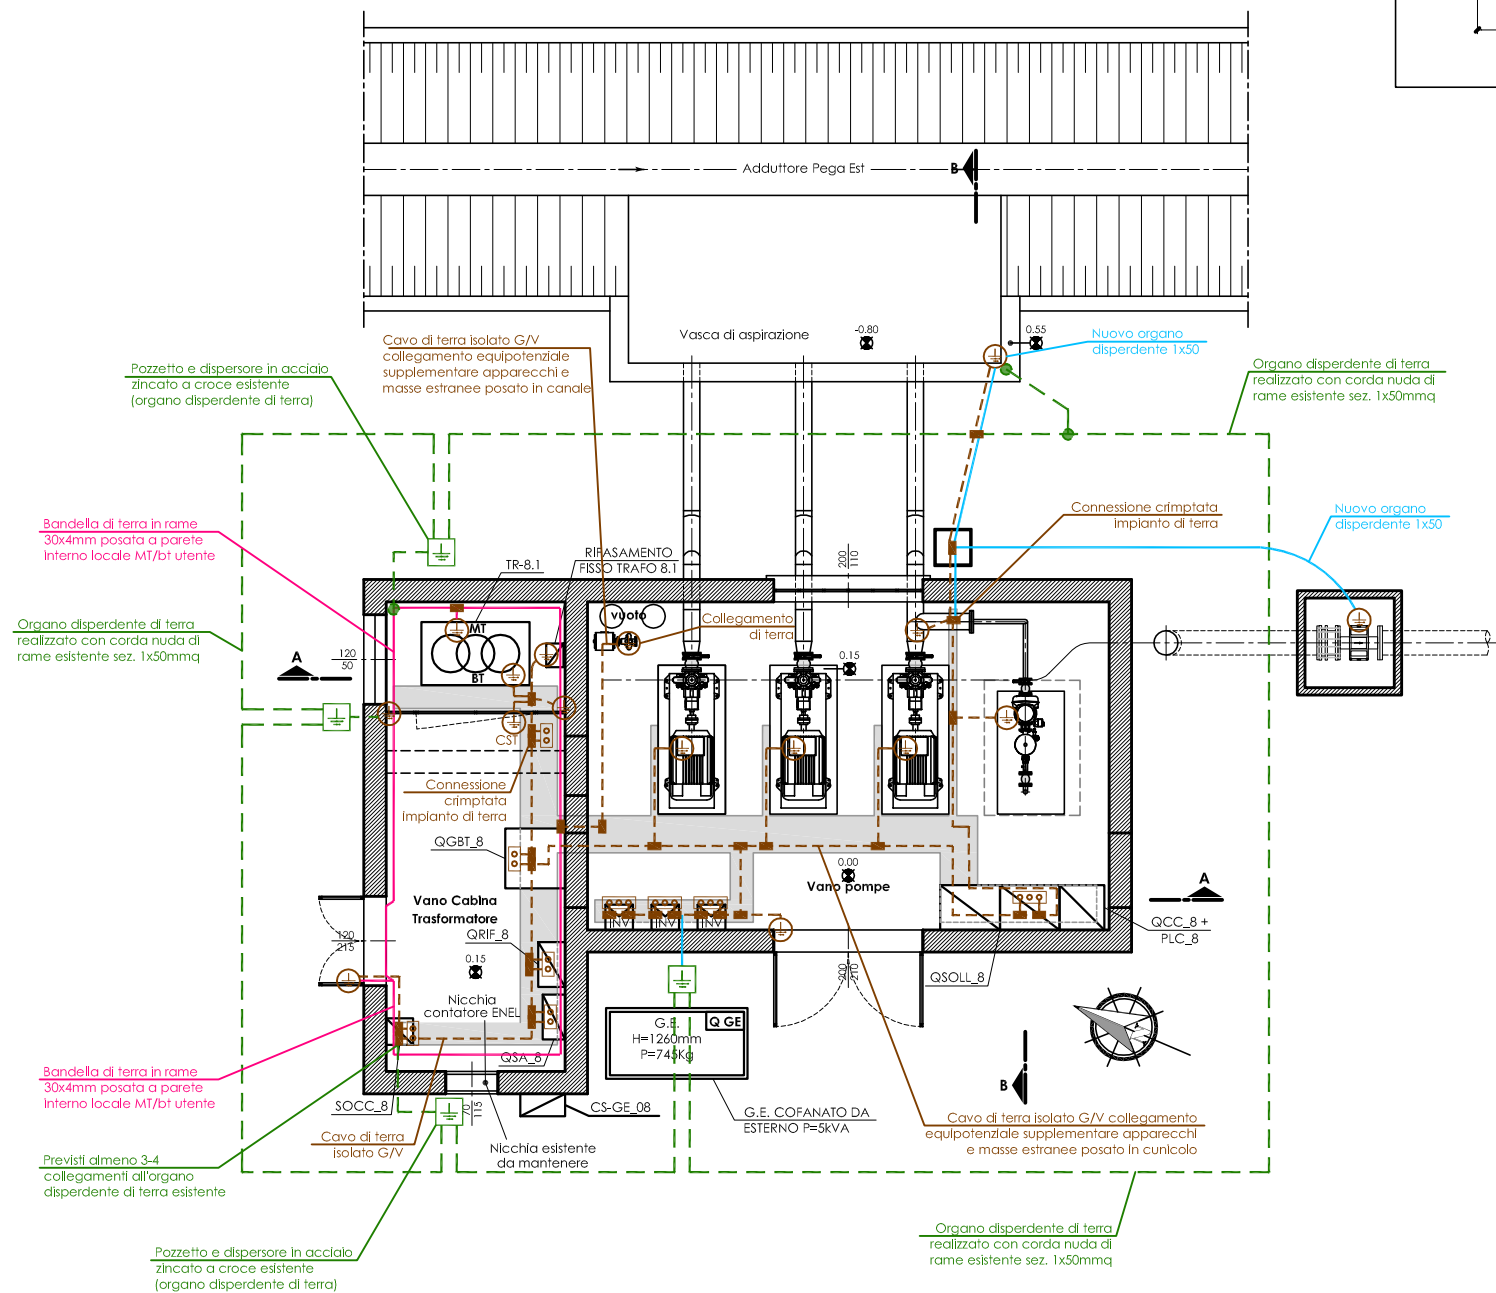 Adduttore Pega Est
B
Vasca di aspirazione
-0.80
0.55
Nuovo organo
disperdente 1x50
Cavo di terra isolato G/V
collegamento equipotenziale
supplementare apparecchi e
masse estranee posato in canale
Pozzetto e dispersore in acciaio
zincato a croce esistente
(organo disperdente di terra)
Organo disperdente di terra
realizzato con corda nuda di
rame esistente sez. 1x50mmq
Bandella di terra in rame
30x4mm posata a parete
interno locale MT/bt utente
Connessione crimptata
impianto di terra
Nuovo organo
disperdente 1x50
RIFASAMENTO
FISSO TRAFO 8.1
TR-8.1
200
110
vuoto
Collegamento
di terra
Organo disperdente di terra
realizzato con corda nuda di
rame esistente sez. 1x50mmq
MT
BT
A
120
50
0.15
CST
Connessione
crimptata
impianto di terra
QGBT_8
0.00
Vano pompe
Vano Cabina
Trasformatore
A
QRIF_8
INV
INV
INV
QCC_8 +
PLC_8
120
215
0.15
QSOLL_8
200
210
Nicchia
contatore ENEL
G.E.
H=1260mm
P=745Kg
Q GE
QSA_8
Bandella di terra in rame
30x4mm posata a parete
interno locale MT/bt utente
B
SOCC_8
70
115
CS-GE_08
G.E. COFANATO DA
ESTERNO P=5kVA
Cavo di terra isolato G/V collegamento
equipotenziale supplementare apparecchi
e masse estranee posato in cunicolo
Cavo di terra
isolato G/V
Nicchia esistente
da mantenere
Previsti almeno 3-4
collegamenti all'organo
disperdente di terra esistente
Organo disperdente di terra
realizzato con corda nuda di
rame esistente sez. 1x50mmq
Pozzetto e dispersore in acciaio
zincato a croce esistente
(organo disperdente di terra)